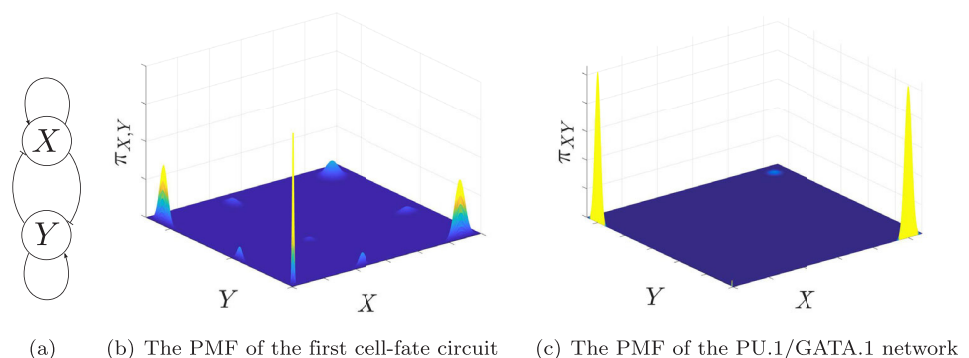 X
Y
π_{X,Y}
Y
X
π_{XY}
Y
X
(a) (b) The PMF of the first cell-fate circuit (c) The PMF of the PU.1/GATA.1 network